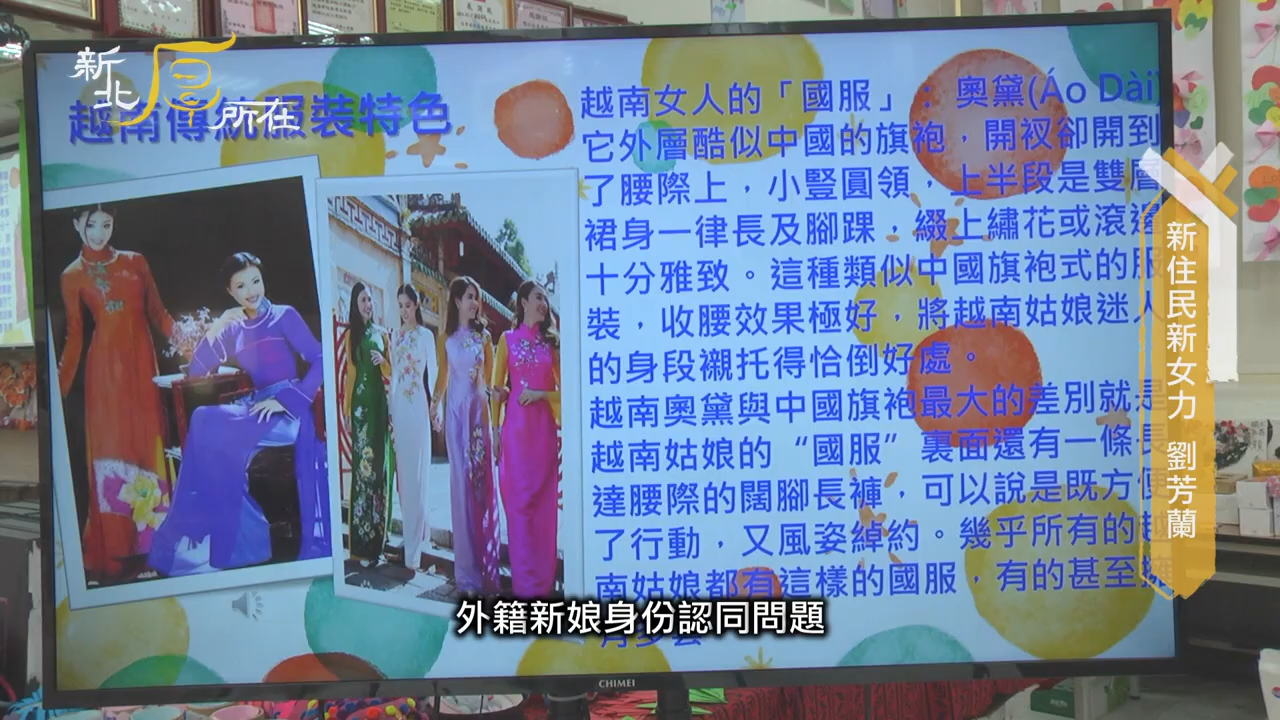 新北厝所在
越南傳統服裝特色
越南女人的「國服」：奧黛(Áo Dài)
它外層酷似中國的旗袍，開衩卻開到
了腰際上，小豎圓領，上半段是雙層
裙身一律長及腳踝，綴上繡花或滾邊
十分雅致。這種類似中國旗袍式的服
裝，收腰效果極好，將越南姑娘迷人
的身段襯托得恰倒好處。
越南奧黛與中國旗袍最大的差別就是
越南姑娘的“國服”裏面還有一條長
達腰際的闊腳長褲，可以說是既方便
了行動，又風姿綽約。幾乎所有的越
南姑娘都有這樣的國服，有的甚至擁
新住民新女力 劉芳蘭
外籍新娘身份認同問題
CHIMEI